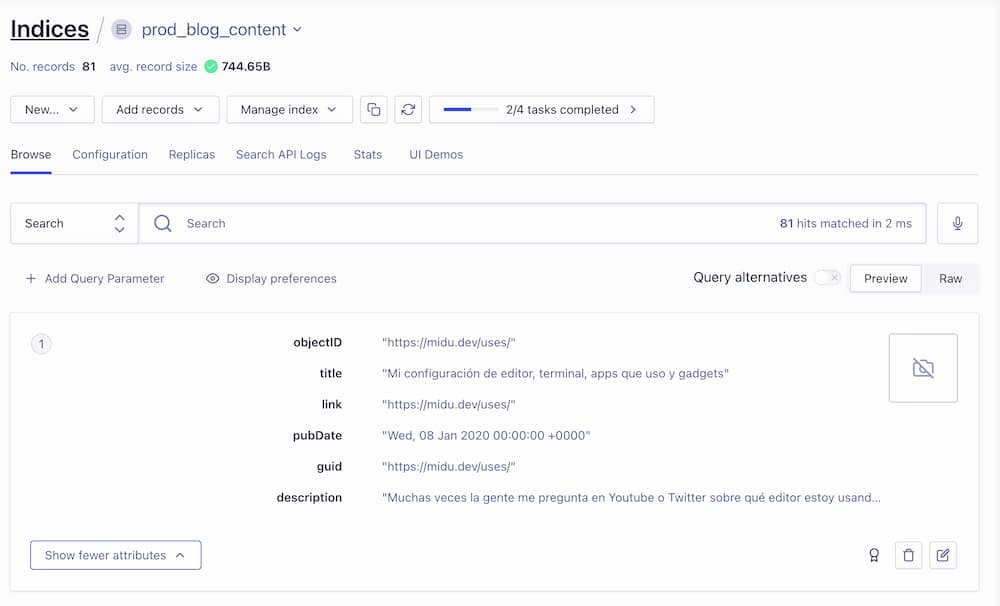 Indices / prod_blog_content
No. records 81 avg. record size 744.65B
New... Add records Manage index 2/4 tasks completed
Browse Configuration Replicas Search API Logs Stats UI Demos
Search Search 81 hits matched in 2 ms
+ Add Query Parameter Display preferences Query alternatives Preview Raw
1 objectID "https://midu.dev/uses/"
title "Mi configuración de editor, terminal, apps que uso y gadgets"
link "https://midu.dev/uses/"
pubDate "Wed, 08 Jan 2020 00:00:00 +0000"
guid "https://midu.dev/uses/"
description "Muchas veces la gente me pregunta en Youtube o Twitter sobre qué editor estoy usand...
Show fewer attributes